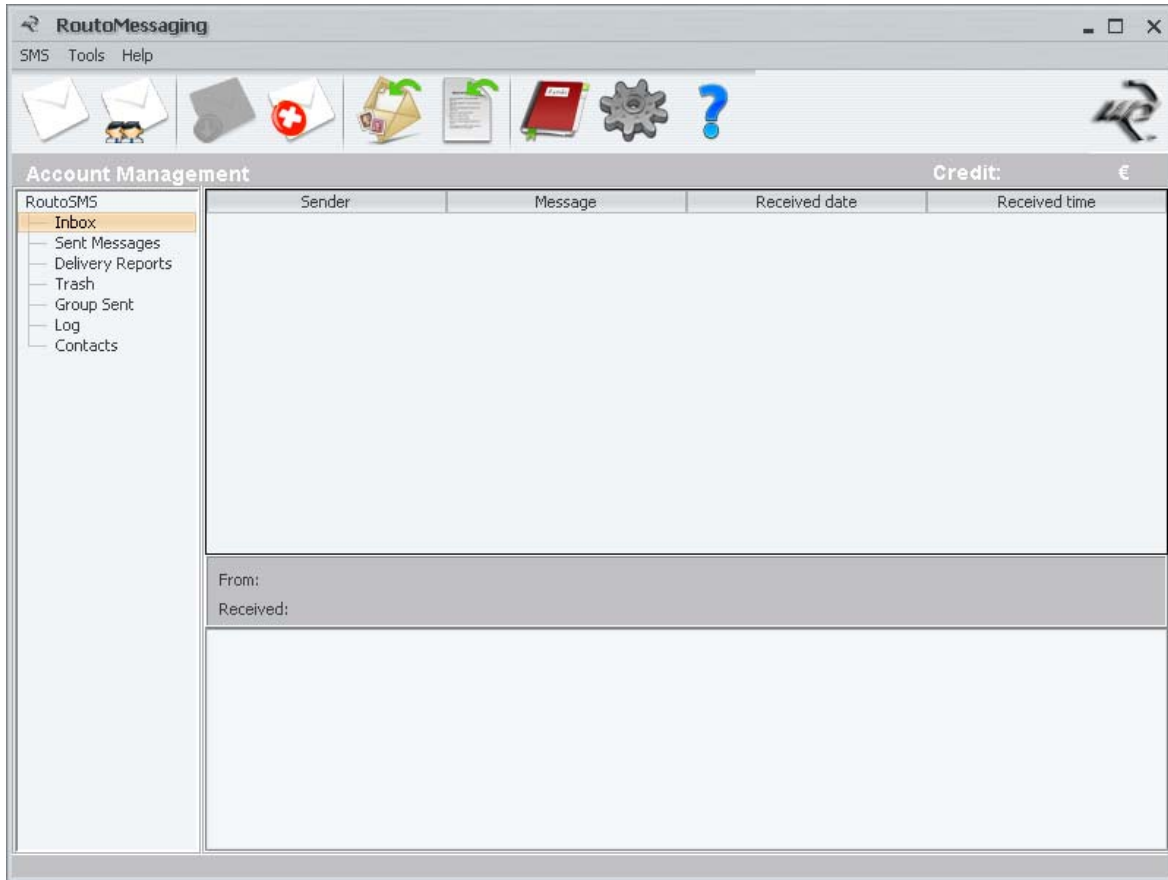 RoutoMessaging
SMS Tools Help
Account Management Credit: €
RoutoSMS
Sender Message Received date Received time
Inbox
Sent Messages
Delivery Reports
Trash
Group Sent
Log
Contacts
From:
Received: